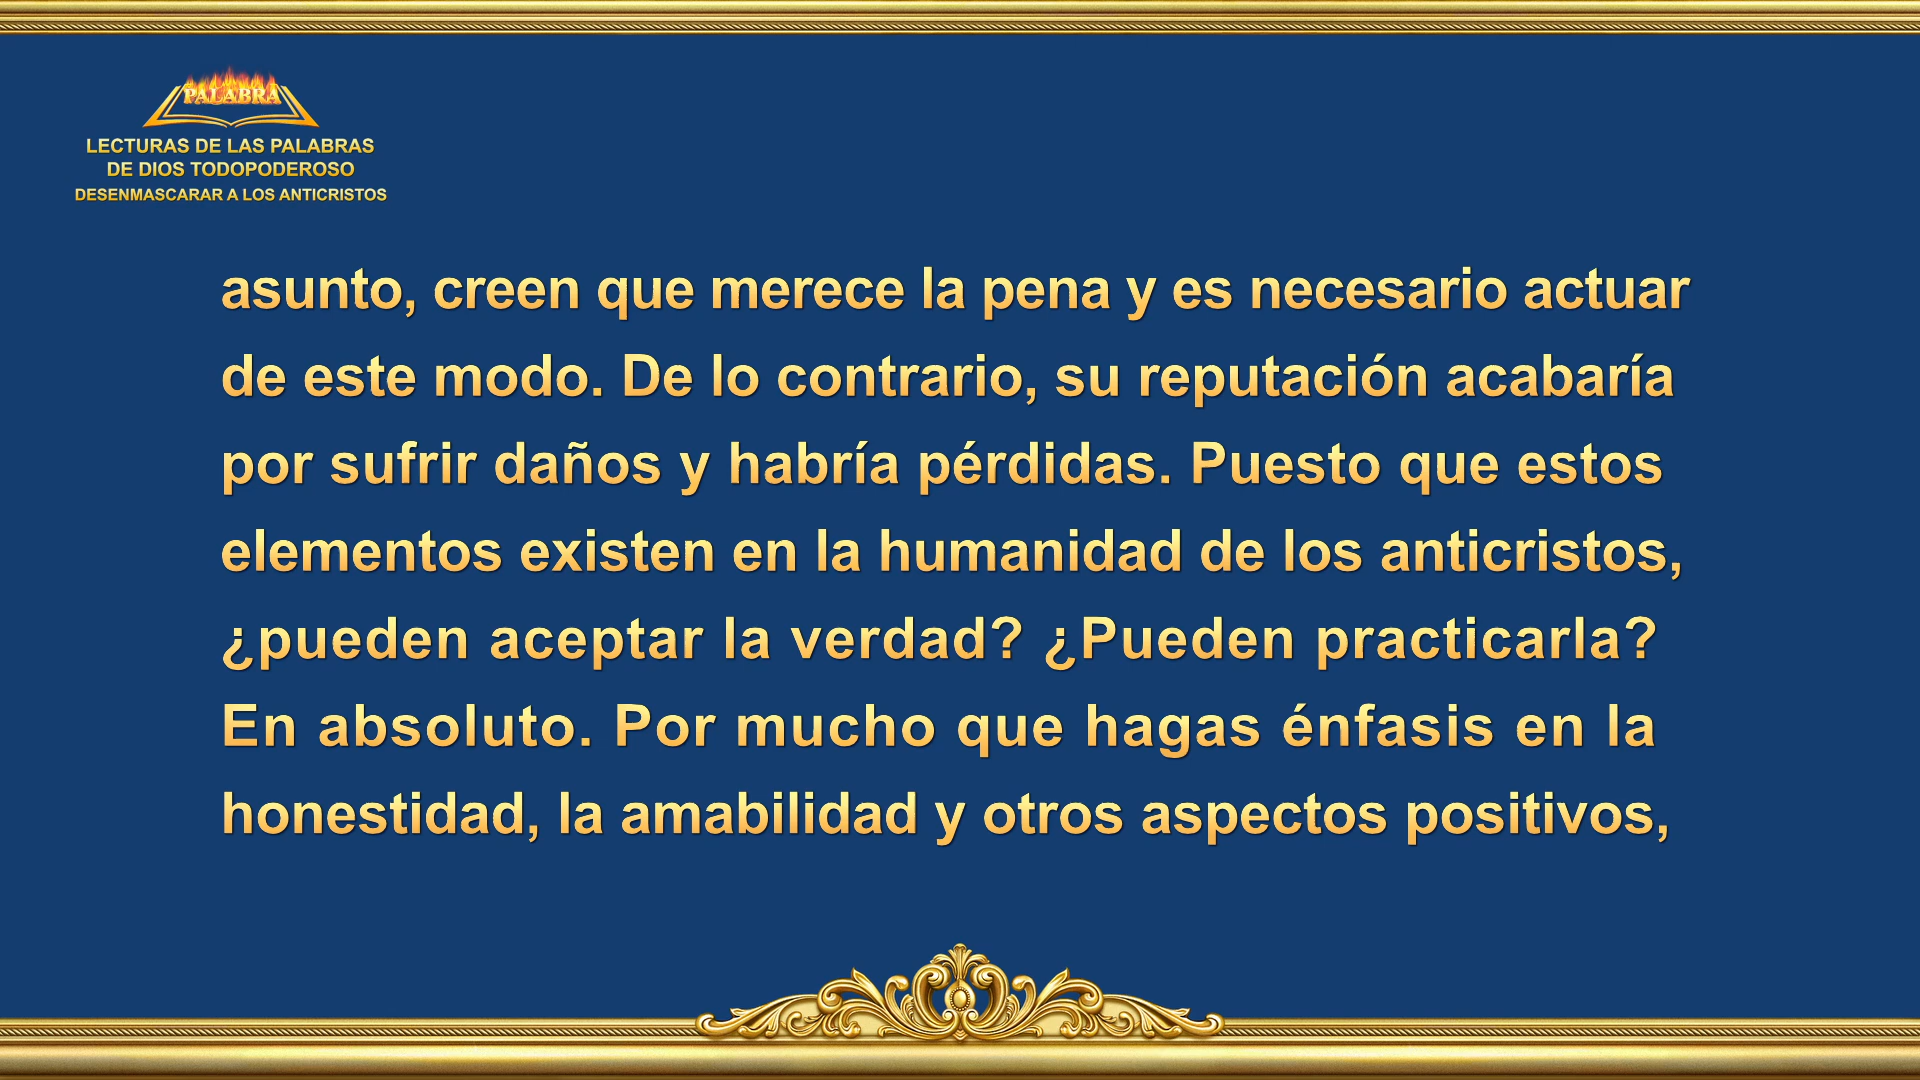 PALABRA
LECTURAS DE LAS PALABRAS
DE DIOS TODOPODEROSO
DESENMASCARAR A LOS ANTICRISTOS
asunto, creen que merece la pena y es necesario actuar
de este modo. De lo contrario, su reputación acabaría
por sufrir daños y habría pérdidas. Puesto que estos
elementos existen en la humanidad de los anticristos,
¿pueden aceptar la verdad? ¿Pueden practicarla?
En absoluto. Por mucho que hagas énfasis en la
honestidad, la amabilidad y otros aspectos positivos,